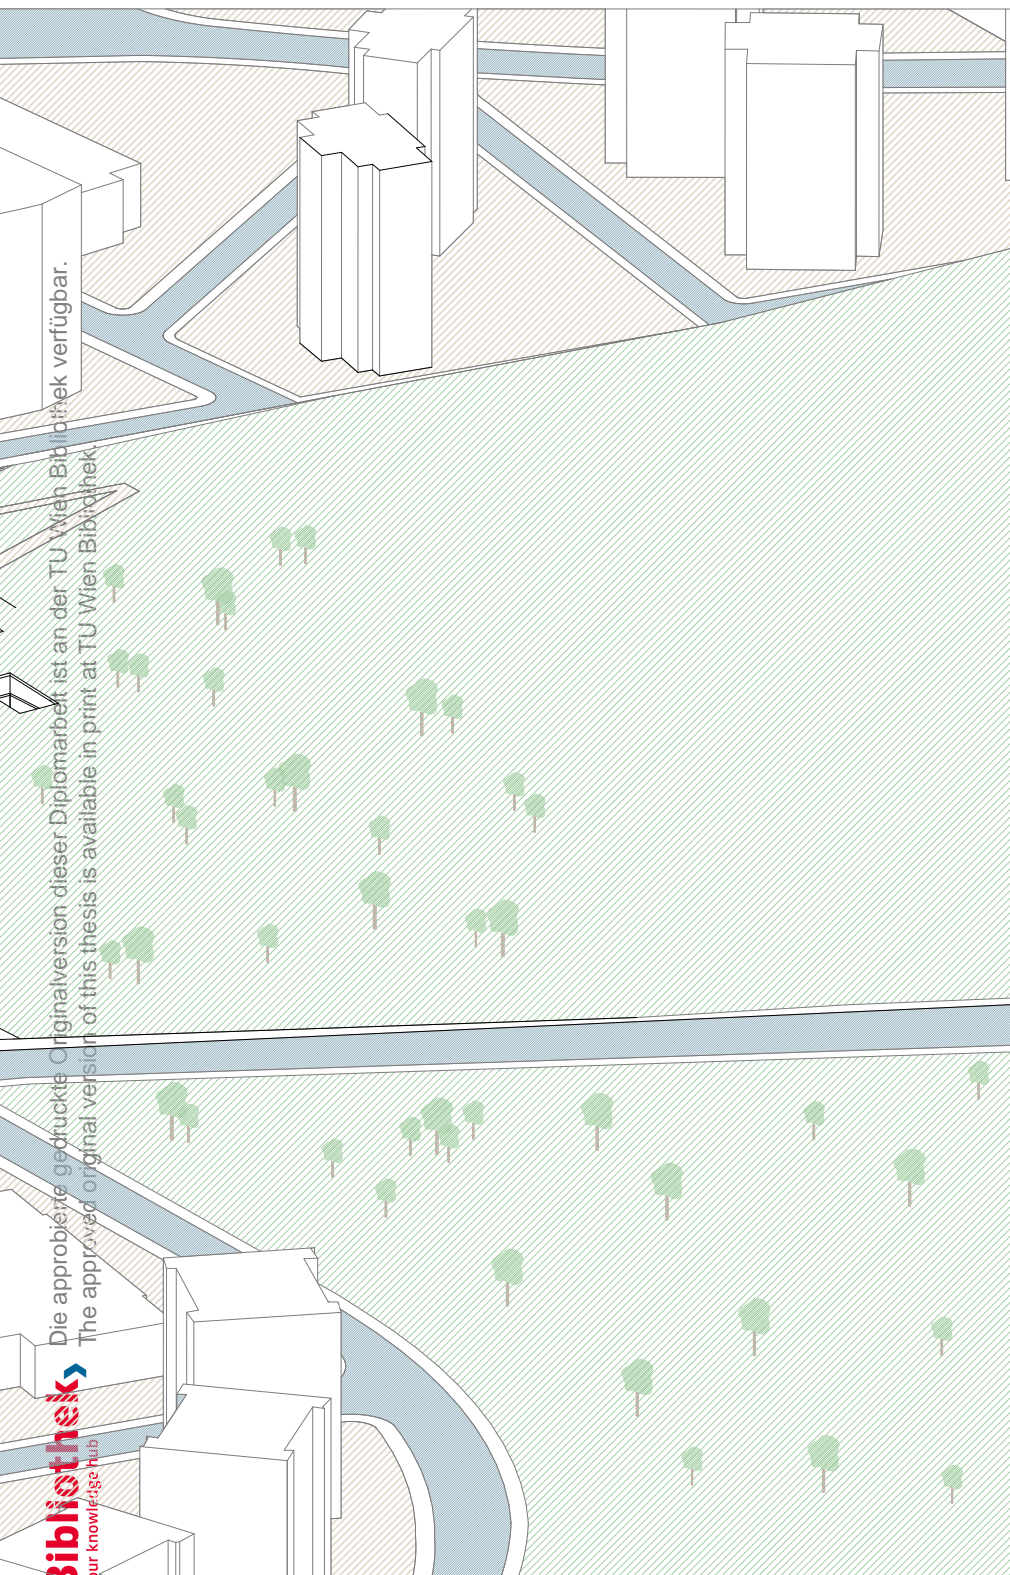 Die approbierte gedruckte Originalversion dieser Diplomarbeit ist an der TU Wien Bibliothek verfügbar.
The approved original version of this thesis is available in print at TU Wien Bibliothek.
Bibliothek
our knowledge hub